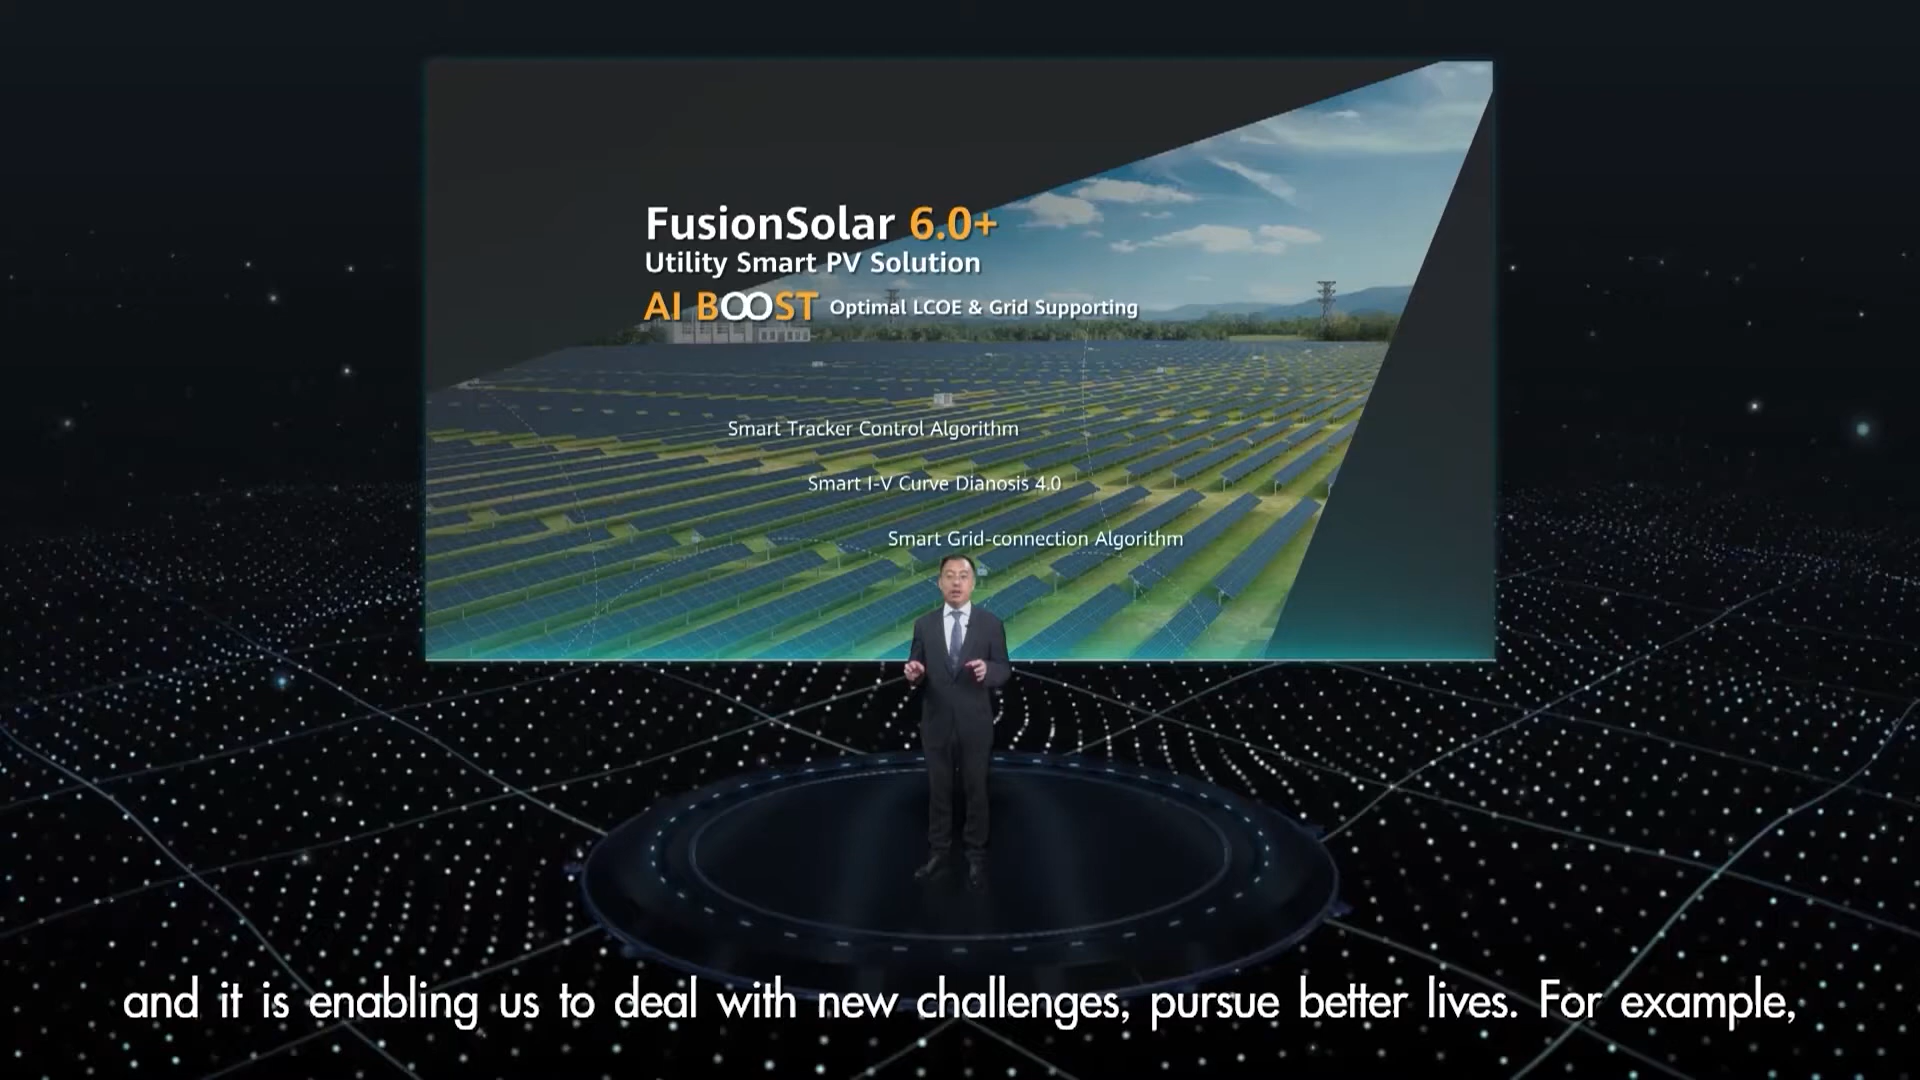 FusionSolar 6.0+
Utility Smart PV Solution
AI BOOST Optimal LCOE & Grid Supporting
Smart Tracker Control Algorithm
Smart I-V Curve Dianosis 4.0
Smart Grid-connection Algorithm
and it is enabling us to deal with new challenges, pursue better lives. For example,